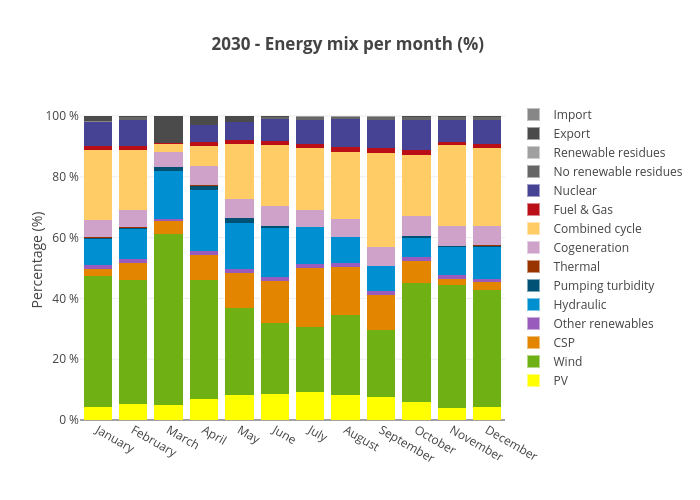 2030 - Energy mix per month (%)
Percentage (%)
100 %
80 %
60 %
40 %
20 %
0 %
January
February
March
April
May
June
July
August
September
October
November
December
Import
Export
Renewable residues
No renewable residues
Nuclear
Fuel & Gas
Combined cycle
Cogeneration
Thermal
Pumping turbidity
Hydraulic
Other renewables
CSP
Wind
PV